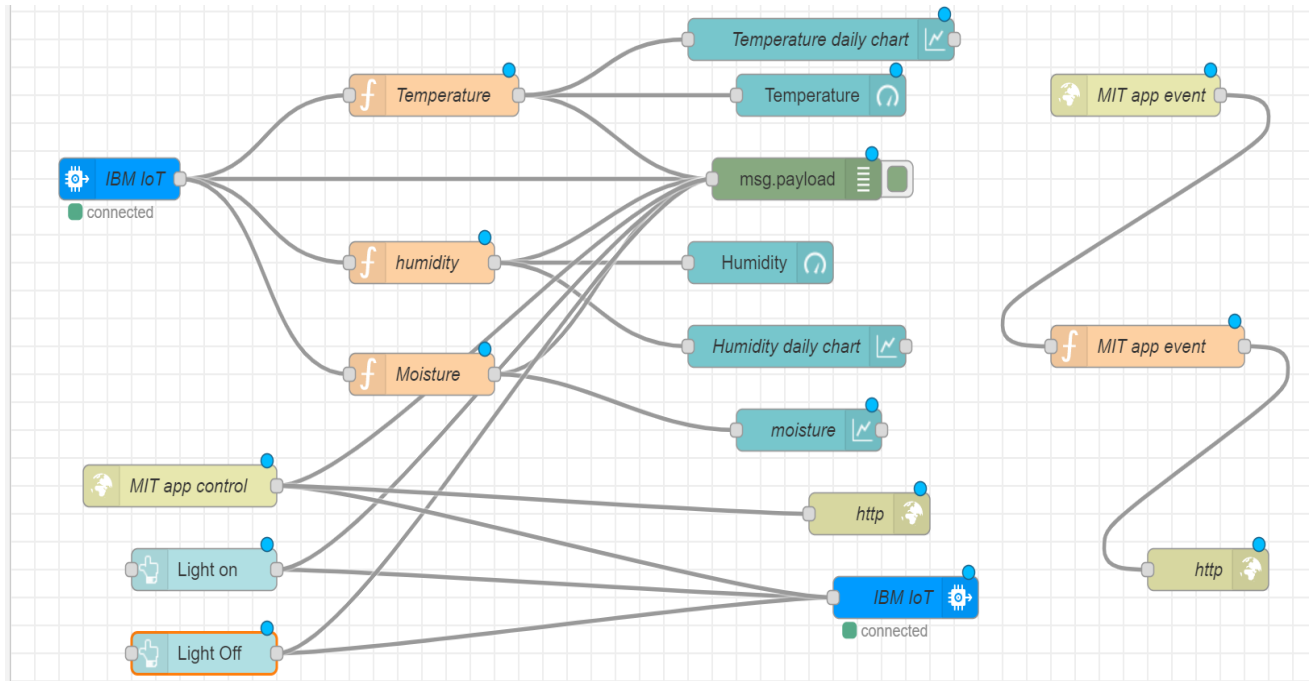 Temperature daily chart
Temperature
Temperature
MIT app event
IBM IoT
connected
msg.payload
humidity
Humidity
Humidity daily chart
MIT app event
Moisture
moisture
MIT app control
http
Light on
http
IBM IoT
connected
Light Off